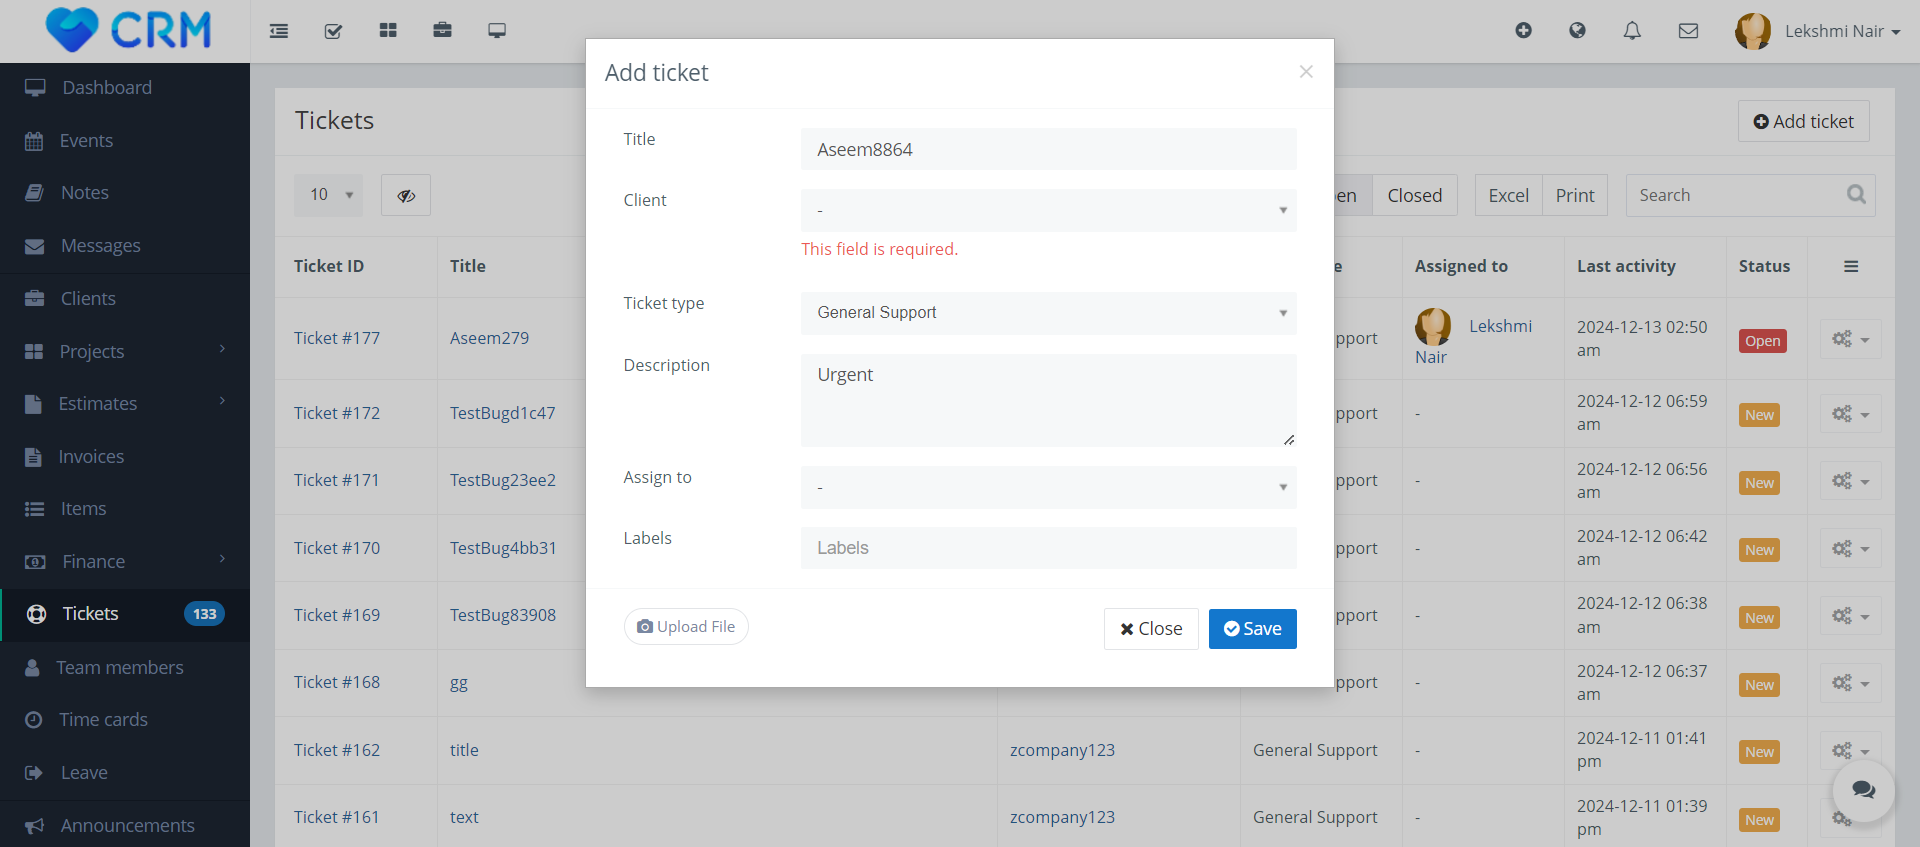 CRM
Lekshmi Nair
Dashboard
Events
Notes
Messages
Clients
Projects
Estimates
Invoices
Items
Finance
Tickets 133
Team members
Time cards
Leave
Announcements
Tickets
Add ticket
10
en Closed Excel Print Search
Ticket ID Title e Assigned to Last activity Status
Ticket #177 Aseem279 pport Lekshmi Nair 2024-12-13 02:50 am Open
Ticket #172 TestBugd1c47 pport - 2024-12-12 06:59 am New
Ticket #171 TestBug23ee2 pport - 2024-12-12 06:56 am New
Ticket #170 TestBug4bb31 pport - 2024-12-12 06:42 am New
Ticket #169 TestBug83908 pport - 2024-12-12 06:38 am New
Ticket #168 gg pport - 2024-12-12 06:37 am New
Ticket #162 title zcompany123 General Support - 2024-12-11 01:41 pm New
Ticket #161 text zcompany123 General Support - 2024-12-11 01:39 pm New
Add ticket
Title Aseem8864
Client -
This field is required.
Ticket type General Support
Description Urgent
Assign to -
Labels Labels
Upload File Close Save